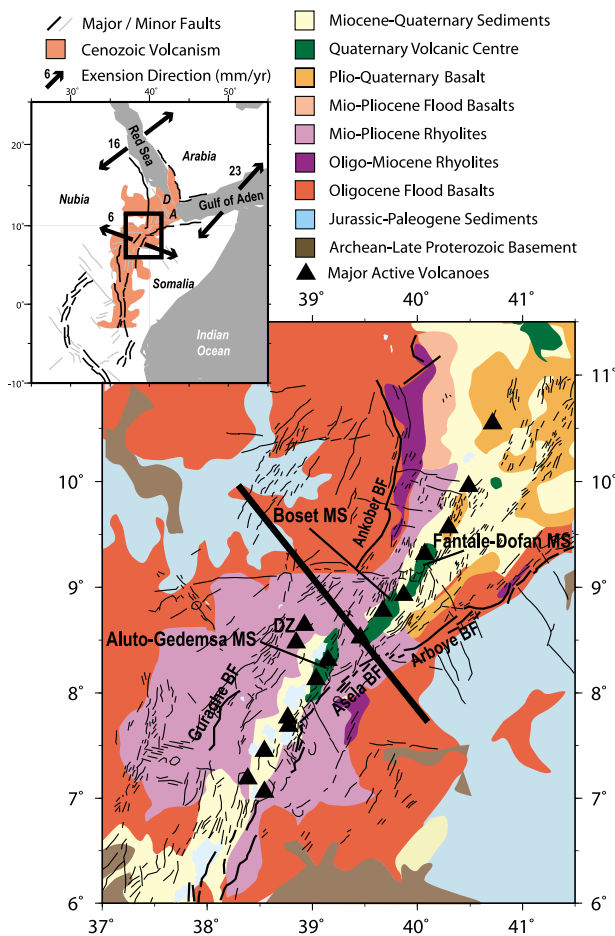 Major / Minor Faults
Cenozoic Volcanism
6 Exension Direction (mm/yr)
Miocene-Quaternary Sediments
Quaternary Volcanic Centre
Plio-Quaternary Basalt
Mio-Pliocene Flood Basalts
Mio-Pliocene Rhyolites
Oligo-Miocene Rhyolites
Oligocene Flood Basalts
Jurassic-Paleogene Sediments
Archean-Late Proterozoic Basement
Major Active Volcanoes
30° 40° 50°
20°
10°
0°
-10°
Red Sea
Arabia
16
23
Nubia
D
A
Gulf of Aden
6
Somalia
Indian
Ocean
39° 40° 41°
11°
10° 10°
9° 9°
8° 8°
7° 7°
6° 6°
37° 38° 39° 40° 41°
Ankober BF
Boset MS
Fantale-Dofan MS
DZ
Aluto-Gedemsa MS
Arboye BF
Asela BF
Guraghe BF